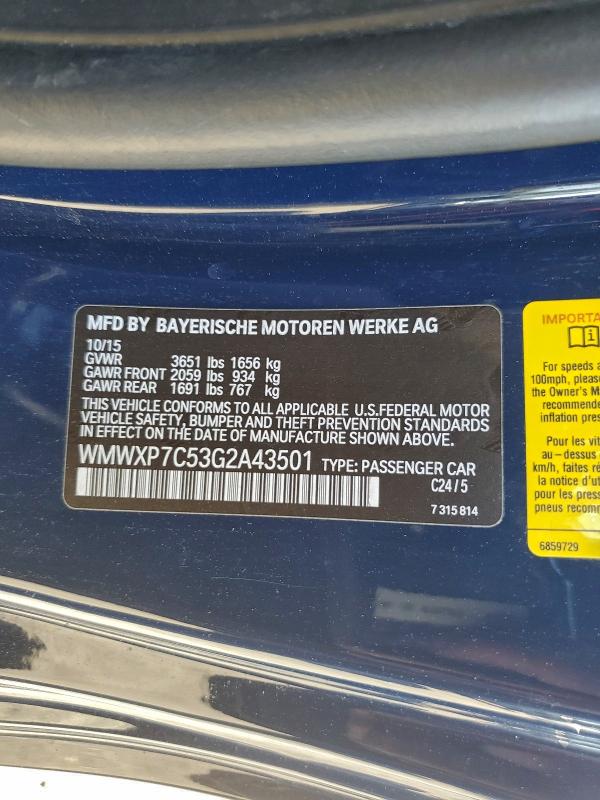 MFD BY BAYERISCHE MOTOREN WERKE AG
10/15
GVWR 3651 lbs 1656 kg
GAWR FRONT 2059 lbs 934 kg
GAWR REAR 1691 lbs 767 kg
THIS VEHICLE CONFORMS TO ALL APPLICABLE U.S.FEDERAL MOTOR
VEHICLE SAFETY, BUMPER AND THEFT PREVENTION STANDARDS
IN EFFECT ON THE DATE OF MANUFACTURE SHOWN ABOVE.
WMWXP7C53G2A43501 TYPE: PASSENGER CAR
C24/5
7 315 814
IMPORTA
For speeds a
100mph, please
the Owner's M
recommende
inflation pres
Pour les vit
au-dessus
km/h, faites ré
la notice d'ut
pour les press
pneus recomm
6859729